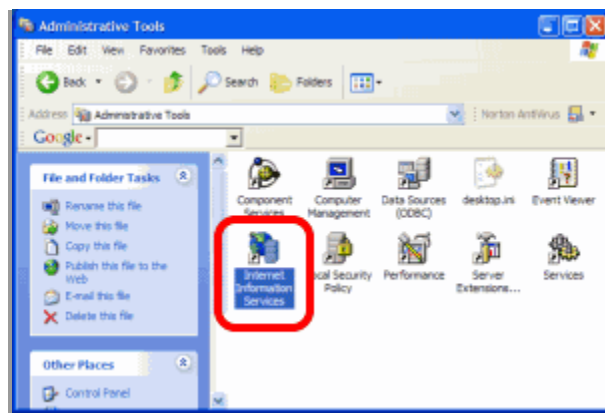 Administrative Tools
File Edit View Favorites Tools Help
Back Search Folders
Address Administrative Tools Norton AntiVirus
Google
File and Folder Tasks
Rename this file
Move this file
Copy this file
Publish this file to the
Web
E-mail this file
Delete this file
Other Places
Control Panel
Component
Services
Computer
Management
Data Sources
(ODBC)
desktop.ini
Event Viewer
Internet
Information
Services
Local Security
Policy
Performance
Server
Extensions...
Services